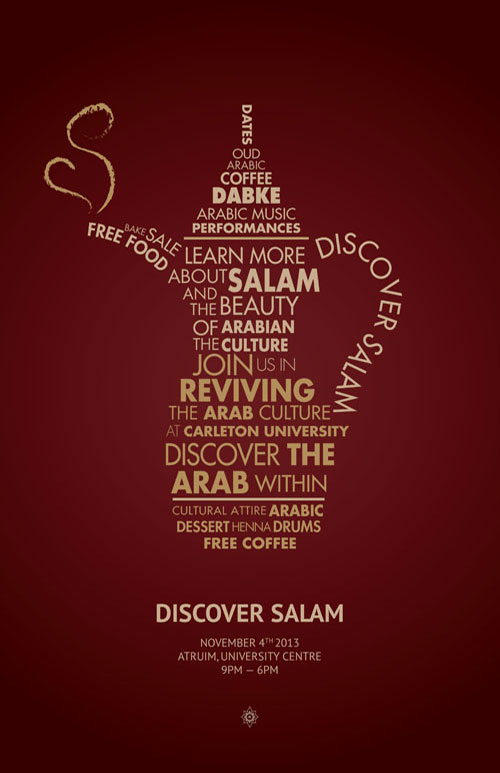 DATES
OUD
ARABIC
COFFEE
DABKE
ARABIC MUSIC
PERFORMANCES
BAKE SALE
FREE FOOD
LEARN MORE
ABOUT SALAM
AND
THE BEAUTY
OF ARABIAN
THE CULTURE
JOIN US IN
REVIVING
THE ARAB CULTURE
AT CARLETON UNIVERSITY
DISCOVER THE
ARAB WITHIN
CULTURAL ATTIRE ARABIC
DESSERT HENNA DRUMS
FREE COFFEE
DISCOVER SALAM
DISCOVER SALAM
NOVEMBER 4TH 2013
ATRUIM, UNIVERSITY CENTRE
9PM — 6PM